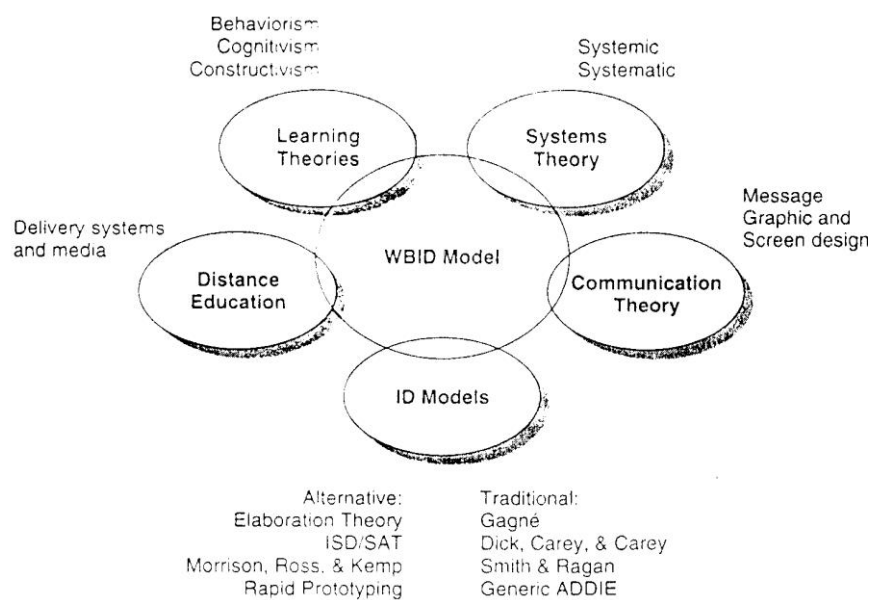 Behaviorism
Cognitivism
Constructivism
Systemic
Systematic
Learning
Theories
Systems
Theory
Message
Graphic and
Screen design
Delivery systems
and media
WBID Model
Distance
Education
Communication
Theory
ID Models
Alternative:
Elaboration Theory
ISD/SAT
Morrison, Ross, & Kemp
Rapid Prototyping
Traditional:
Gagné
Dick, Carey, & Carey
Smith & Ragan
Generic ADDIE